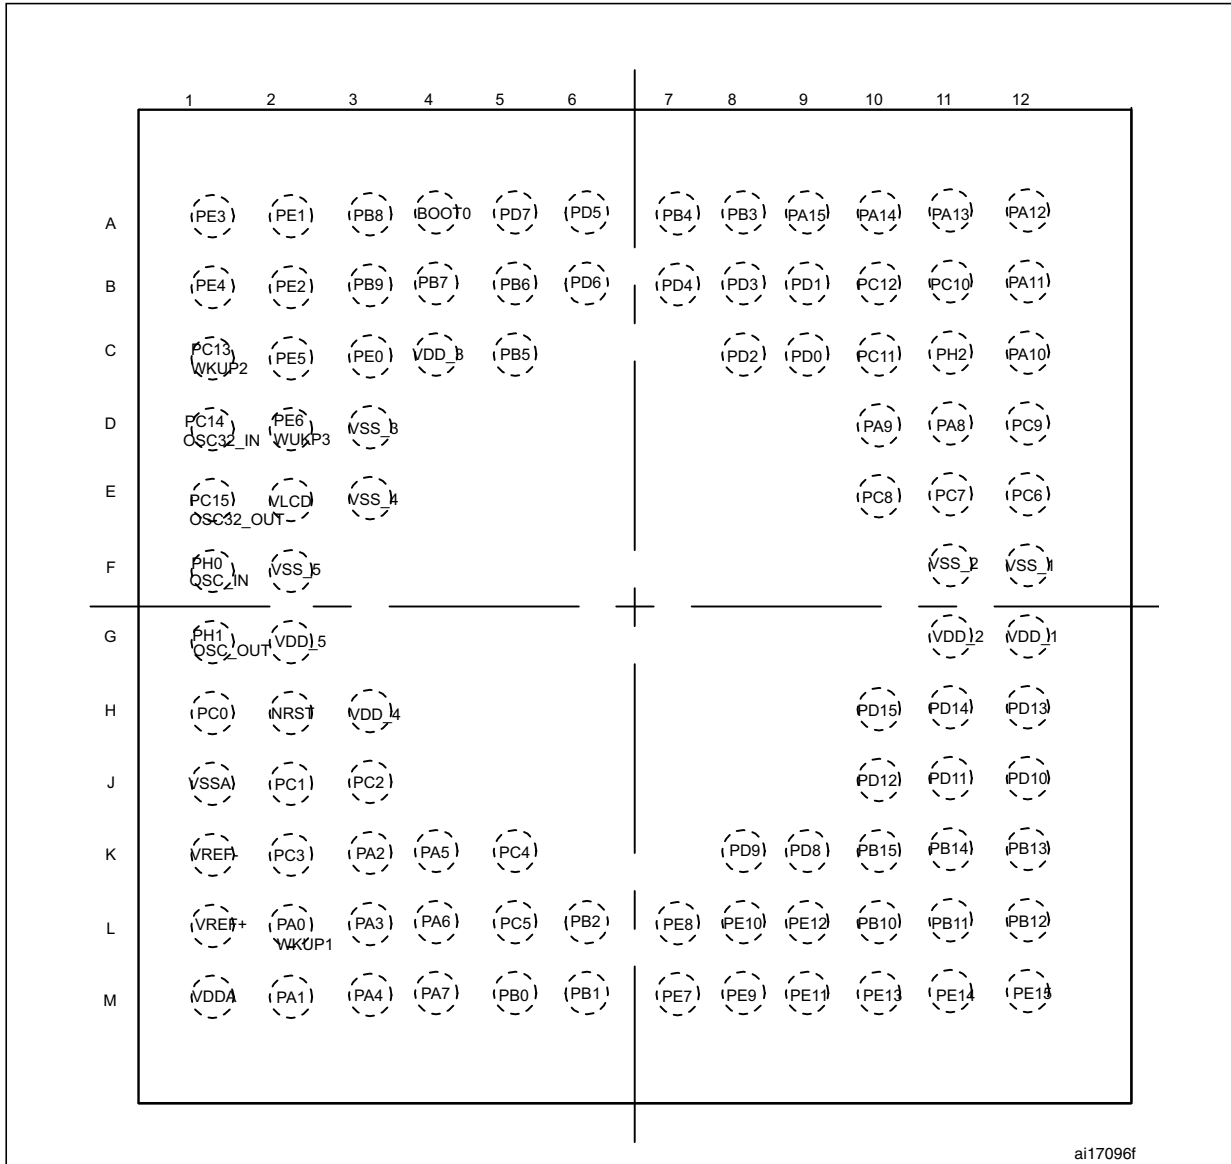 1 2 3 4 5 6 7 8 9 10 11 12
A PE3 PE1 PB8 BOOT0 PD7 PD5 PB4 PB3 PA15 PA14 PA13 PA12
B PE4 PE2 PB9 PB7 PB6 PD6 PD4 PD3 PD1 PC12 PC10 PA11
C PC13 PE5 PE0 VDD_3 PB5 PD2 PD0 PC11 PH2 PA10
WKUP2
D PC14 PE6 VSS_3 PA9 PA8 PC9
OSC32_IN WUKP3
E PC15 VLCD VSS_4 PC8 PC7 PC6
OSC32_OUT
F PH0 VSS_5 VSS_2 VSS_1
OSC_IN
G PH1 VDD_5 VDD_2 VDD_1
OSC_OUT
H PC0 NRST VDD_4 PD15 PD14 PD13
J VSSA PC1 PC2 PD12 PD11 PD10
K VREF- PC3 PA2 PA5 PC4 PD9 PD8 PB15 PB14 PB13
L VREF+ PA0 PA3 PA6 PC5 PB2 PE8 PE10 PE12 PB10 PB11 PB12
WKUP1
M VDDA PA1 PA4 PA7 PB0 PB1 PE7 PE9 PE11 PE13 PE14 PE15
ai17096f